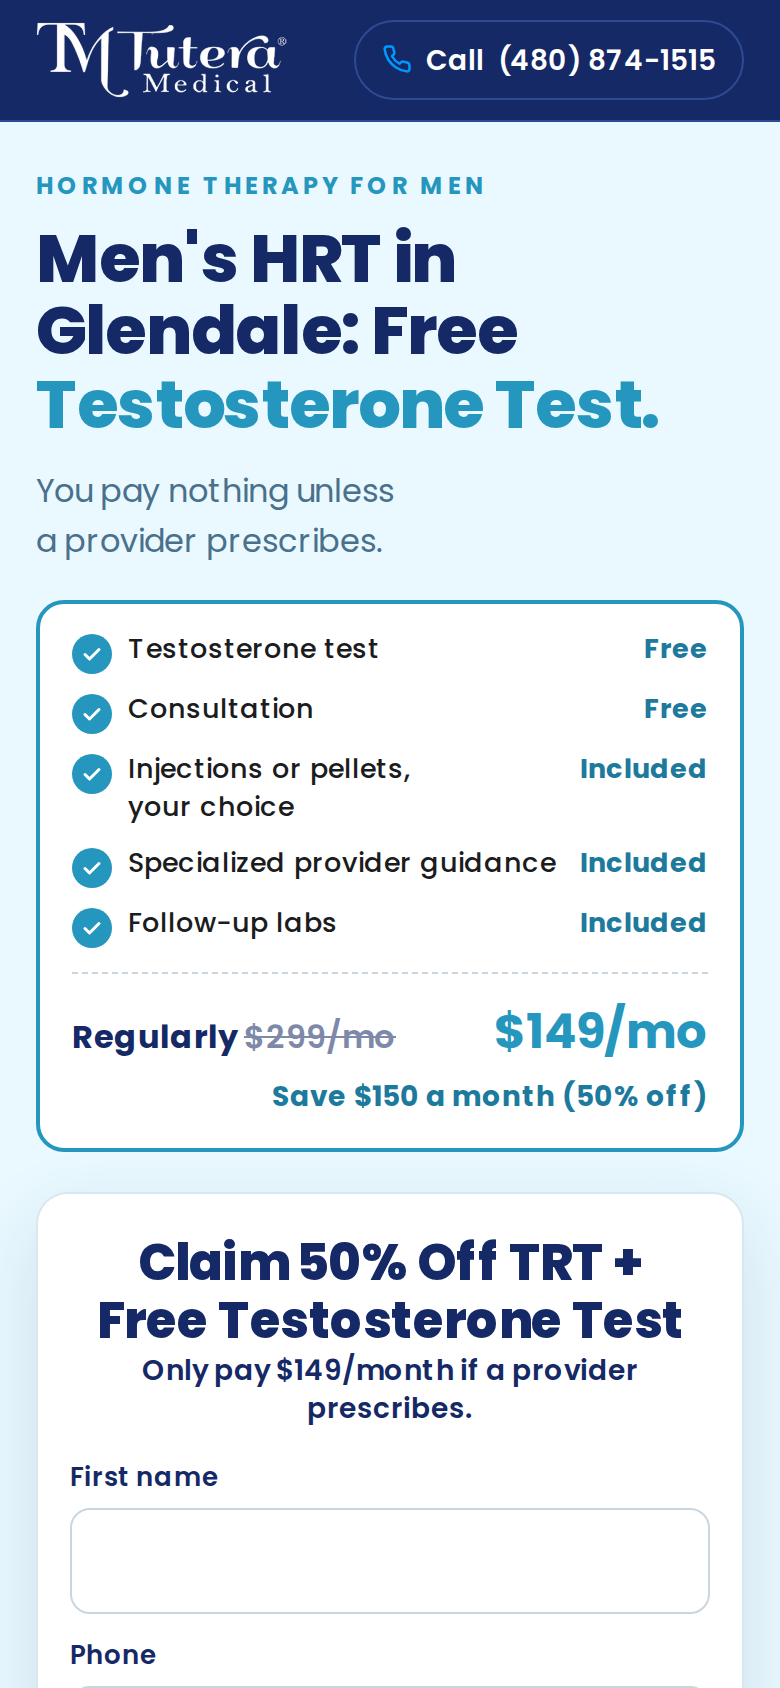 TM Tutera®
Medical
Call (480) 874-1515
HORMONE THERAPY FOR MEN
Men's HRT in
Glendale: Free
Testosterone Test.
You pay nothing unless
a provider prescribes.
Testosterone test Free
Consultation Free
Injections or pellets, Included
your choice
Specialized provider guidance Included
Follow-up labs Included
Regularly $299/mo $149/mo
Save $150 a month (50% off)
Claim 50% Off TRT +
Free Testosterone Test
Only pay $149/month if a provider
prescribes.
First name
Phone